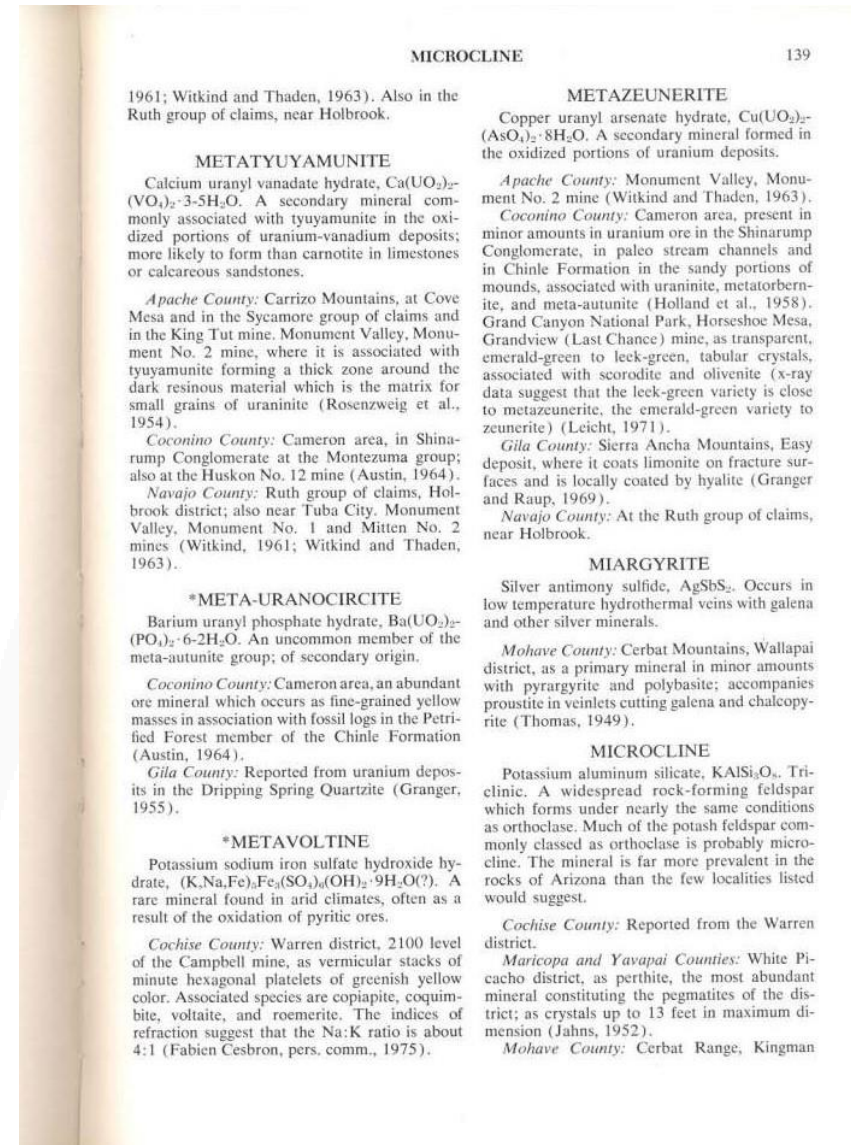 MICROCLINE 139
1961; Witkind and Thaden, 1963). Also in the
Ruth group of claims, near Holbrook.
METATYUYAMUNITE
Calcium uranyl vanadate hydrate, Ca(UO₂)₂-
(VO₄)₂·3-5H₂O. A secondary mineral com-
monly associated with tyuyamunite in the oxi-
dized portions of uranium-vanadium deposits;
more likely to form than carnotite in limestones
or calcareous sandstones.
Apache County: Carrizo Mountains, at Cove
Mesa and in the Sycamore group of claims and
in the King Tut mine. Monument Valley, Monu-
ment No. 2 mine, where it is associated with
tyuyamunite forming a thick zone around the
dark resinous material which is the matrix for
small grains of uraninite (Rosenzweig et al.,
1954).
Coconino County: Cameron area, in Shina-
rump Conglomerate at the Montezuma group;
also at the Huskon No. 12 mine (Austin, 1964).
Navajo County: Ruth group of claims, Hol-
brook district; also near Tuba City. Monument
Valley, Monument No. 1 and Mitten No. 2
mines (Witkind, 1961; Witkind and Thaden,
1963).
*META-URANOCIRCITE
Barium uranyl phosphate hydrate, Ba(UO₂)₂-
(PO₄)₂·6-2H₂O. An uncommon member of the
meta-autunite group; of secondary origin.
Coconino County: Cameron area, an abundant
ore mineral which occurs as fine-grained yellow
masses in association with fossil logs in the Petri-
fied Forest member of the Chinle Formation
(Austin, 1964).
Gila County: Reported from uranium depos-
its in the Dripping Spring Quartzite (Granger,
1955).
*METAVOLTINE
Potassium sodium iron sulfate hydroxide hy-
drate, (K,Na,Fe)₅Fe₃(SO₄)₆(OH)₂·9H₂O(?). A
rare mineral found in arid climates, often as a
result of the oxidation of pyritic ores.
Cochise County: Warren district, 2100 level
of the Campbell mine, as vermicular stacks of
minute hexagonal platelets of greenish yellow
color. Associated species are copiapite, coquim-
bite, voltaite, and roemerite. The indices of
refraction suggest that the Na:K ratio is about
4:1 (Fabien Cesbron, pers. comm., 1975).
METAZEUNERITE
Copper uranyl arsenate hydrate, Cu(UO₂)₂-
(AsO₄)₂·8H₂O. A secondary mineral formed in
the oxidized portions of uranium deposits.
Apache County: Monument Valley, Monu-
ment No. 2 mine (Witkind and Thaden, 1963).
Coconino County: Cameron area, present in
minor amounts in uranium ore in the Shinarump
Conglomerate, in paleo stream channels and
in Chinle Formation in the sandy portions of
mounds, associated with uraninite, metatorbern-
ite, and meta-autunite (Holland et al., 1958).
Grand Canyon National Park, Horseshoe Mesa,
Grandview (Last Chance) mine, as transparent,
emerald-green to leek-green, tabular crystals,
associated with scorodite and olivenite (x-ray
data suggest that the leek-green variety is close
to metazeunerite, the emerald-green variety to
zeunerite) (Leicht, 1971).
Gila County: Sierra Ancha Mountains, Easy
deposit, where it coats limonite on fracture sur-
faces and is locally coated by hyalite (Granger
and Raup, 1969).
Navajo County: At the Ruth group of claims,
near Holbrook.
MIARGYRITE
Silver antimony sulfide, AgSbS₂. Occurs in
low temperature hydrothermal veins with galena
and other silver minerals.
Mohave County: Cerbat Mountains, Wallapai
district, as a primary mineral in minor amounts
with pyrargyrite and polybasite; accompanies
proustite in veinlets cutting galena and chalcopy-
rite (Thomas, 1949).
MICROCLINE
Potassium aluminum silicate, KAlSi₃O₈. Tri-
clinic. A widespread rock-forming feldspar
which forms under nearly the same conditions
as orthoclase. Much of the potash feldspar com-
monly classed as orthoclase is probably micro-
cline. The mineral is far more prevalent in the
rocks of Arizona than the few localities listed
would suggest.
Cochise County: Reported from the Warren
district.
Maricopa and Yavapai Counties: White Pi-
cacho district, as perthite, the most abundant
mineral constituting the pegmatites of the dis-
trict; as crystals up to 13 feet in maximum di-
mension (Jahns, 1952).
Mohave County: Cerbat Range, Kingman